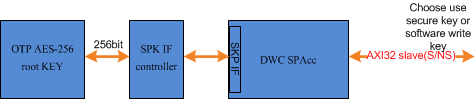 OTP AES-256
root KEY
256bit
SPK IF
controller
SKP IF
DWC SPAcc
Choose use
secure key or
software write
key
AXI32 slave(S/NS)